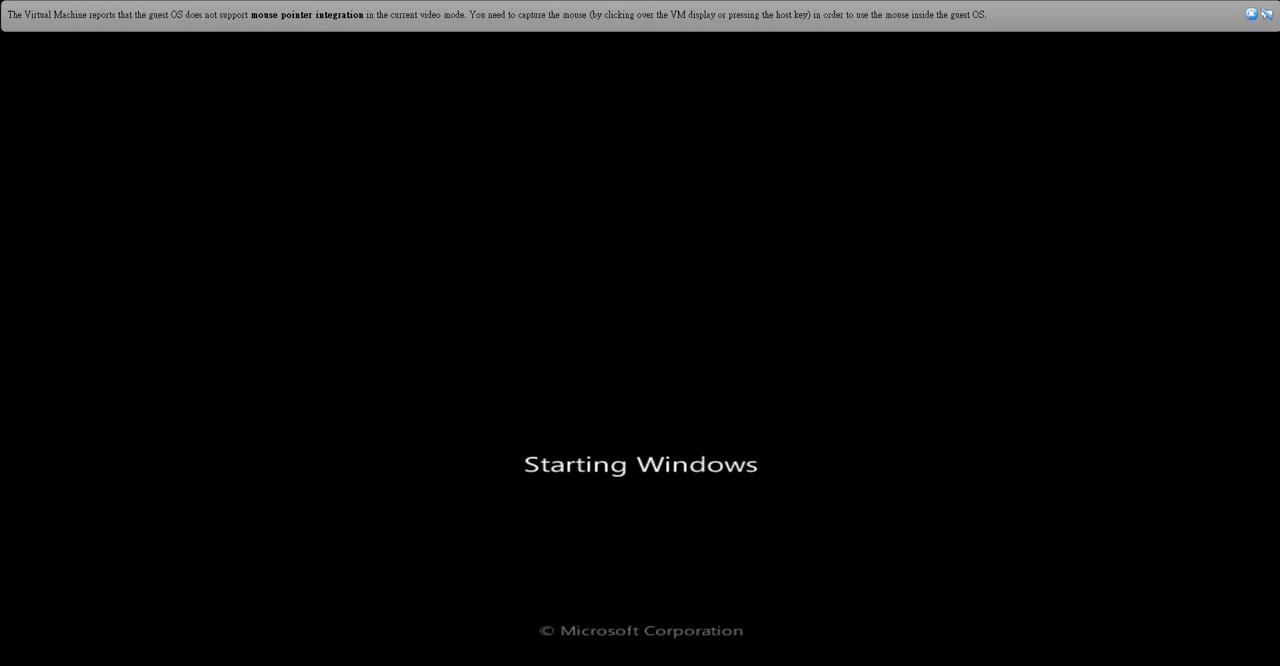 The Virtual Machine reports that the guest OS does not support mouse pointer integration in the current video mode. You need to capture the mouse (by clicking over the VM display or pressing the host key) in order to use the mouse inside the guest OS.
Starting Windows
© Microsoft Corporation